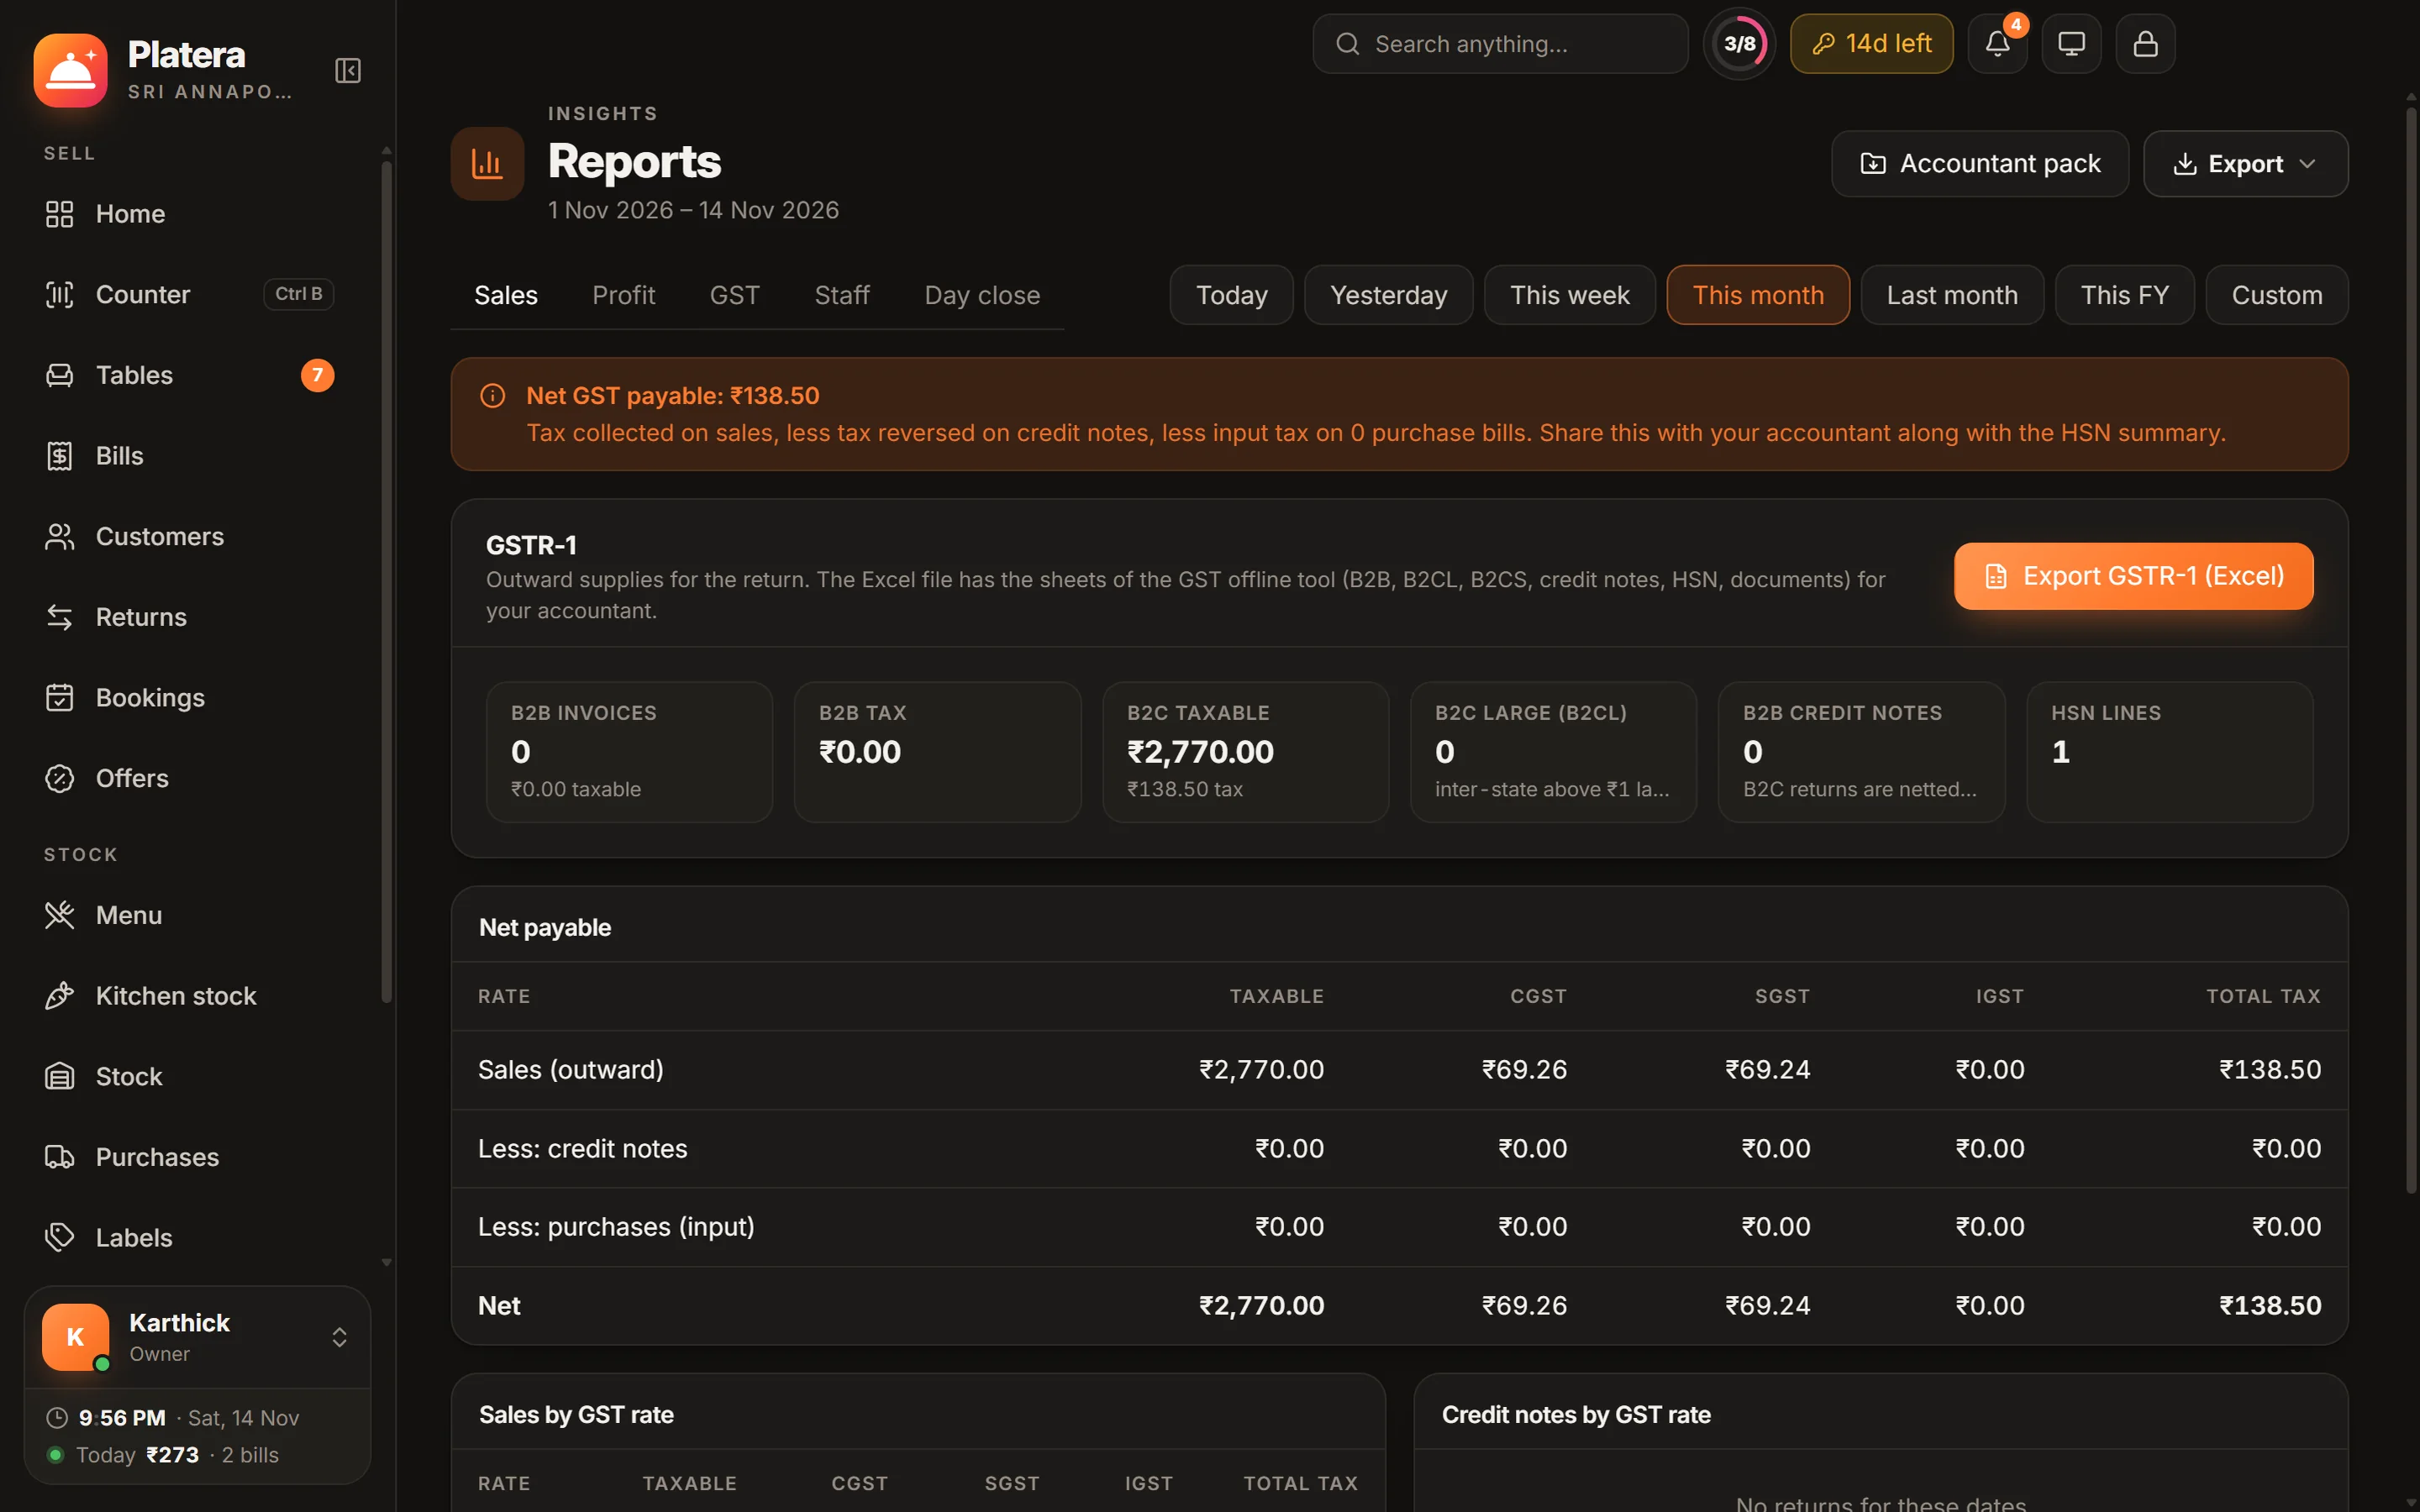 Platera
SRI ANNAPO...
SELL
Home
Counter Ctrl B
Tables 7
Bills
Customers
Returns
Bookings
Offers
STOCK
Menu
Kitchen stock
Stock
Purchases
Labels
K
Karthick
Owner
9:56 PM · Sat, 14 Nov
Today ₹273 · 2 bills
Search anything...
3/8
14d left
4
INSIGHTS
Reports
1 Nov 2026 – 14 Nov 2026
Accountant pack
Export
Sales Profit GST Staff Day close
Today Yesterday This week This month Last month This FY Custom
Net GST payable: ₹138.50
Tax collected on sales, less tax reversed on credit notes, less input tax on 0 purchase bills. Share this with your accountant along with the HSN summary.
GSTR-1
Outward supplies for the return. The Excel file has the sheets of the GST offline tool (B2B, B2CL, B2CS, credit notes, HSN, documents) for
your accountant.
Export GSTR-1 (Excel)
B2B INVOICES
0
₹0.00 taxable
B2B TAX
₹0.00
B2C TAXABLE
₹2,770.00
₹138.50 tax
B2C LARGE (B2CL)
0
inter-state above ₹1 la...
B2B CREDIT NOTES
0
B2C returns are netted...
HSN LINES
1
Net payable
RATE TAXABLE CGST SGST IGST TOTAL TAX
Sales (outward) ₹2,770.00 ₹69.26 ₹69.24 ₹0.00 ₹138.50
Less: credit notes ₹0.00 ₹0.00 ₹0.00 ₹0.00 ₹0.00
Less: purchases (input) ₹0.00 ₹0.00 ₹0.00 ₹0.00 ₹0.00
Net ₹2,770.00 ₹69.26 ₹69.24 ₹0.00 ₹138.50
Sales by GST rate
RATE TAXABLE CGST SGST IGST TOTAL TAX
Credit notes by GST rate
No returns for these dates